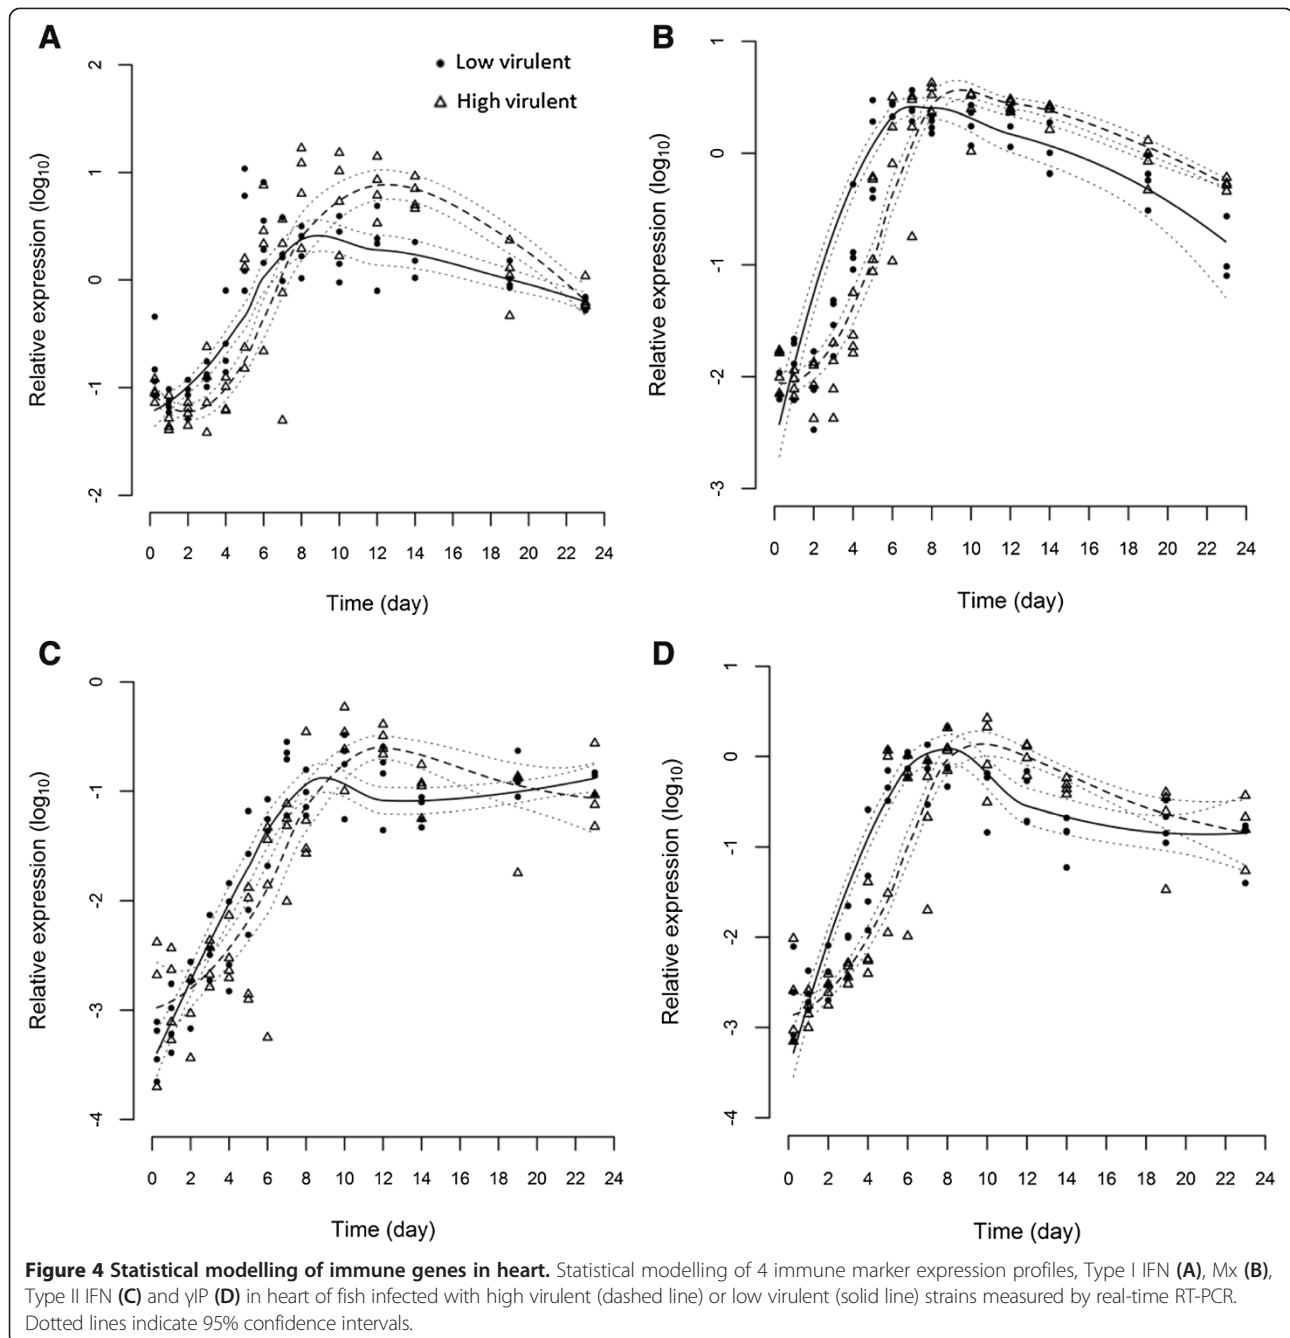 A
Low virulent
High virulent
2
1
0
-1
-2
Relative expression (log10)
0 2 4 6 8 10 12 14 16 18 20 22 24
Time (day)
B
1
0
-1
-2
-3
Relative expression (log10)
0 2 4 6 8 10 12 14 16 18 20 22 24
Time (day)
C
0
-1
-2
-3
-4
Relative expression (log10)
0 2 4 6 8 10 12 14 16 18 20 22 24
Time (day)
D
1
0
-1
-2
-3
-4
Relative expression (log10)
0 2 4 6 8 10 12 14 16 18 20 22 24
Time (day)
Figure 4 Statistical modelling of immune genes in heart. Statistical modelling of 4 immune marker expression profiles, Type I IFN (A), Mx (B),
Type II IFN (C) and γIP (D) in heart of fish infected with high virulent (dashed line) or low virulent (solid line) strains measured by real-time RT-PCR.
Dotted lines indicate 95% confidence intervals.